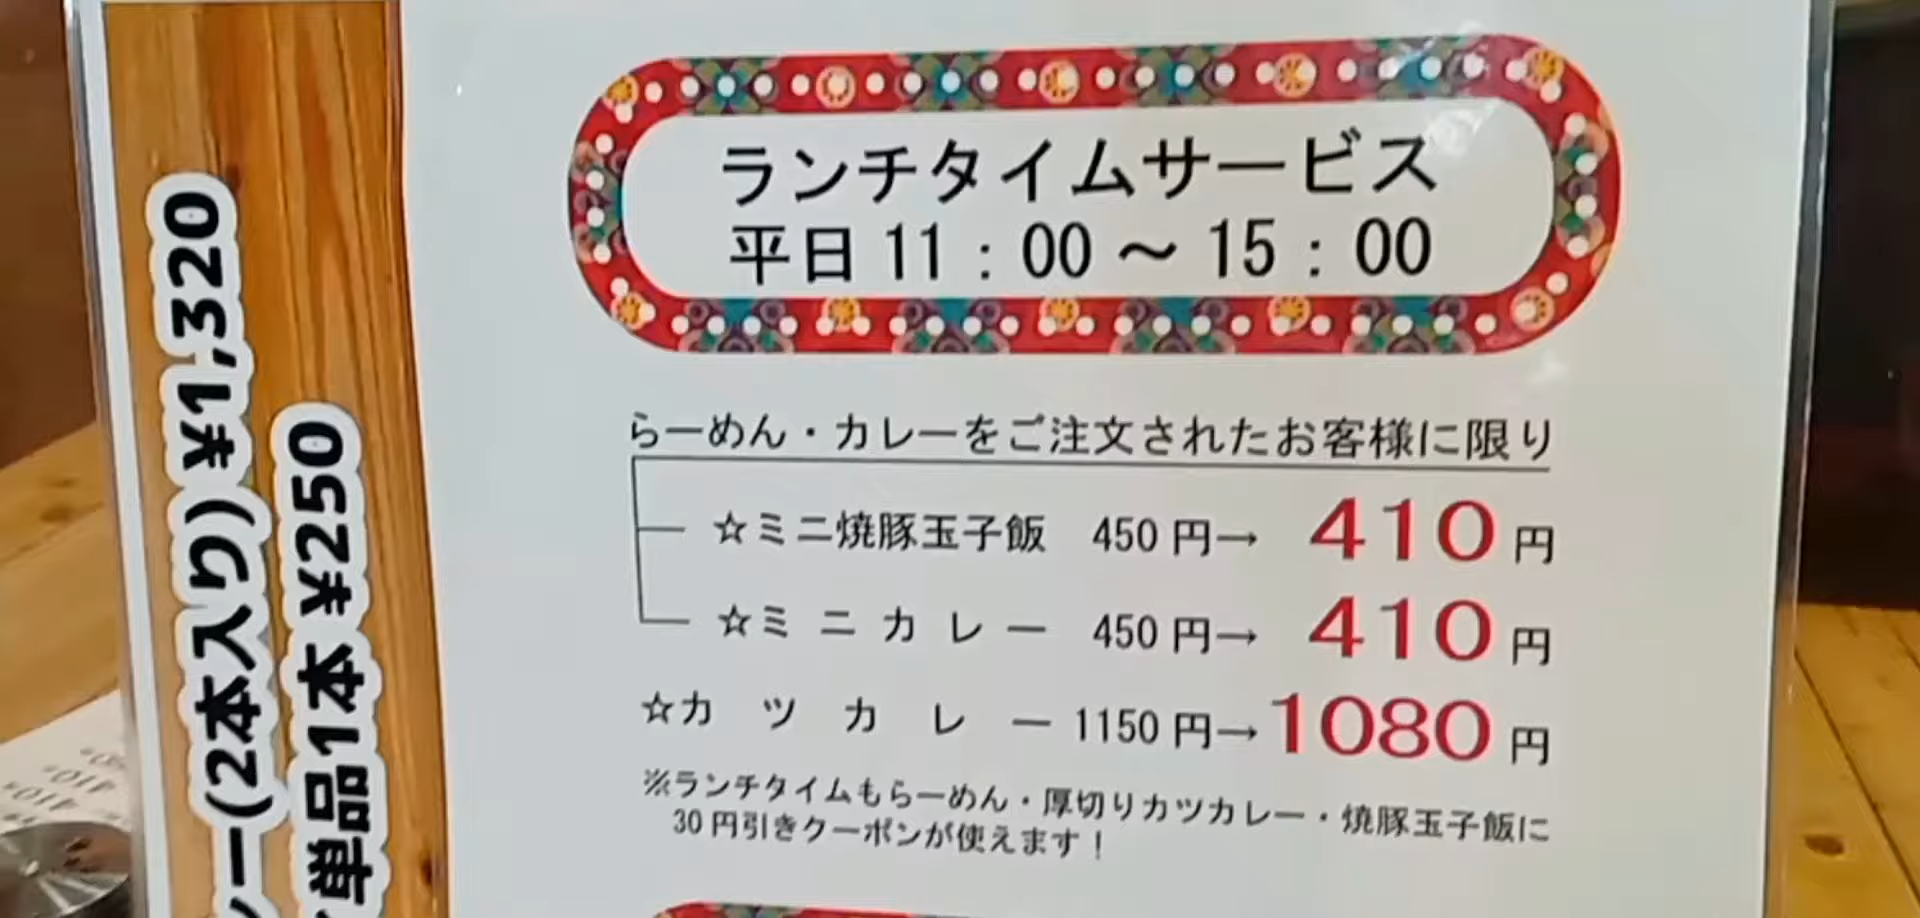 ランチタイムサービス
平日 11：00～15：00
らーめん・カレーをご注文されたお客様に限り
☆ミニ焼豚玉子飯 450円→ 410円
☆ミニカレー 450円→ 410円
☆カツカレー 1150円→1080円
※ランチタイムもらーめん・厚切りカツカレー・焼豚玉子飯に
30円引きクーポンが使えます！
ー(2本入り) ¥1,320
単品1本 ¥250